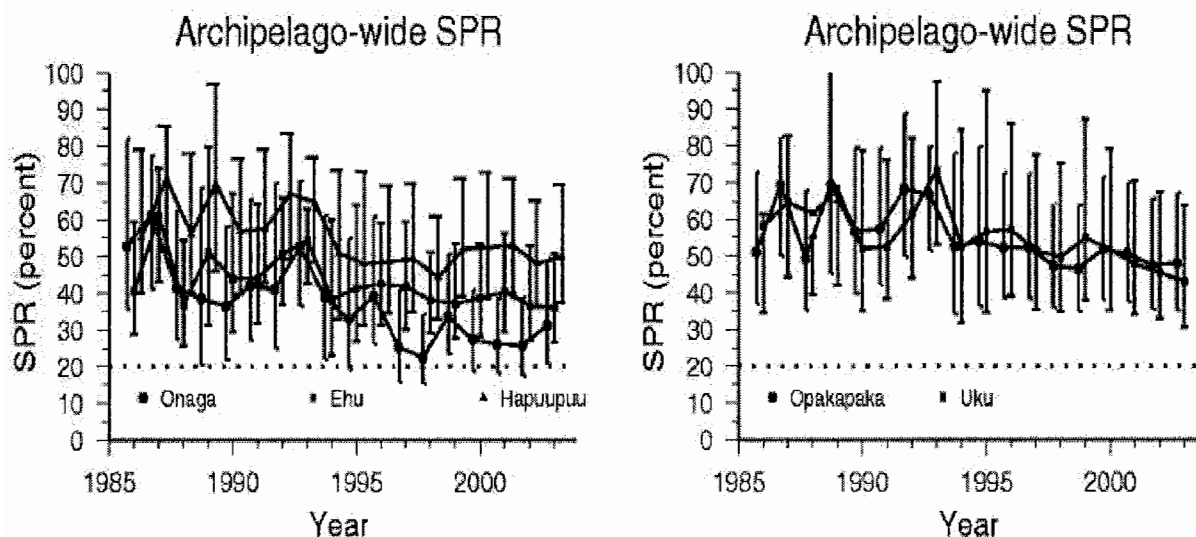 Archipelago-wide SPR
100
90
80
70
60
50
40
30
20
10
0
SPR (percent)
Onaga Ehu Hapuupuu
1985 1990 1995 2000
Year
Archipelago-wide SPR
100
90
80
70
60
50
40
30
20
10
0
SPR (percent)
Opakapaka Uku
1985 1990 1995 2000
Year